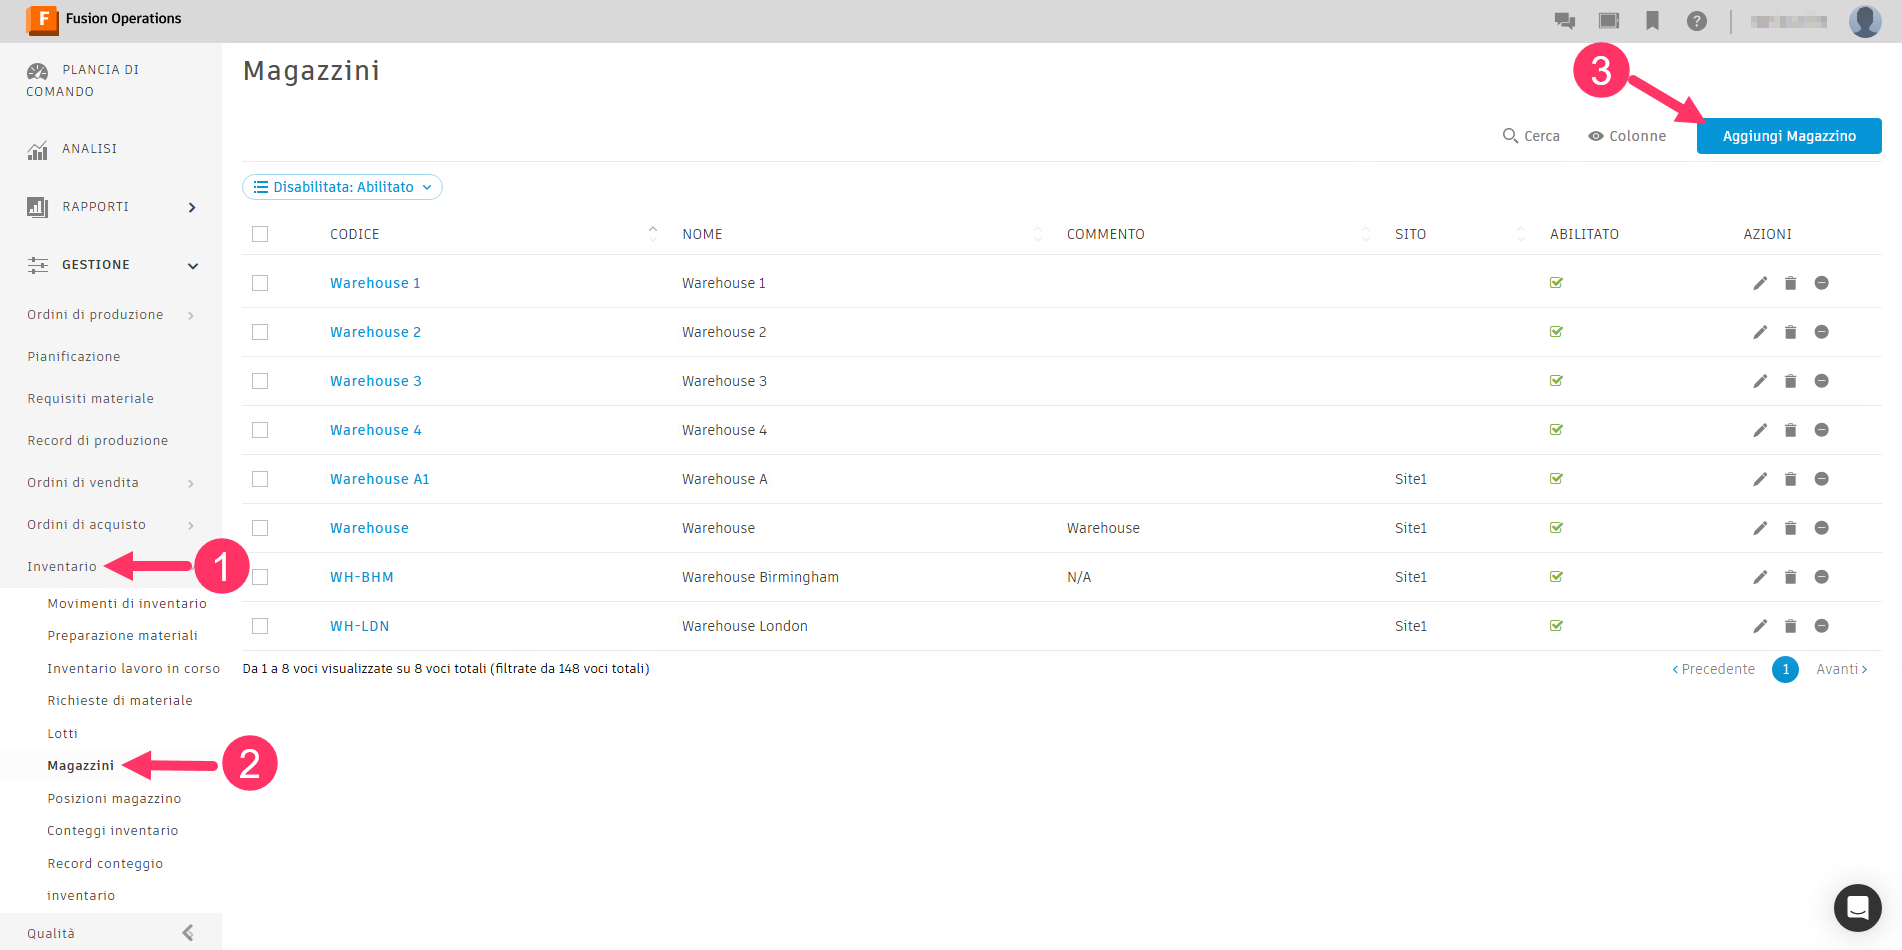 F Fusion Operations
?
PLANCIA DI
COMANDO
ANALISI
RAPPORTI
GESTIONE
Ordini di produzione
Pianificazione
Requisiti materiale
Record di produzione
Ordini di vendita
Ordini di acquisto
Inventario
1
Movimenti di inventario
Preparazione materiali
Inventario lavoro in corso
Richieste di materiale
Lotti
Magazzini
2
Posizioni magazzino
Conteggi inventario
Record conteggio
inventario
Qualità
Magazzini
3
Cerca Colonne Aggiungi Magazzino
Disabilitata: Abilitato
CODICE NOME COMMENTO SITO ABILITATO AZIONI
Warehouse 1 Warehouse 1
Warehouse 2 Warehouse 2
Warehouse 3 Warehouse 3
Warehouse 4 Warehouse 4
Warehouse A1 Warehouse A Site1
Warehouse Warehouse Warehouse Site1
WH-BHM Warehouse Birmingham N/A Site1
WH-LDN Warehouse London Site1
Da 1 a 8 voci visualizzate su 8 voci totali (filtrate da 148 voci totali)
Precedente 1 Avanti